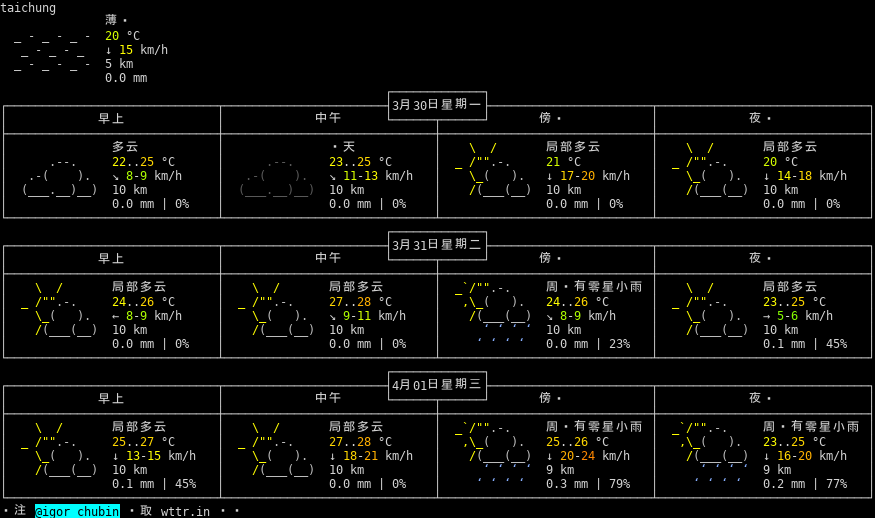 taichung
薄・
20 °C
↓ 15 km/h
5 km
0.0 mm
3月30日星期一
早上 中午 傍・ 夜・
多云 ・天 局部多云 局部多云
22..25 °C 23..25 °C 21 °C 20 °C
↘ 8-9 km/h ↘ 11-13 km/h ↓ 17-20 km/h ↓ 14-18 km/h
10 km 10 km 10 km 10 km
0.0 mm | 0% 0.0 mm | 0% 0.0 mm | 0% 0.0 mm | 0%
3月31日星期二
早上 中午 傍・ 夜・
局部多云 局部多云 周・有零星小雨 局部多云
24..26 °C 27..28 °C 24..26 °C 23..25 °C
← 8-9 km/h ↘ 9-11 km/h ↘ 8-9 km/h → 5-6 km/h
10 km 10 km 10 km 10 km
0.0 mm | 0% 0.0 mm | 0% 0.0 mm | 23% 0.1 mm | 45%
4月01日星期三
早上 中午 傍・ 夜・
局部多云 局部多云 周・有零星小雨 周・有零星小雨
25..27 °C 27..28 °C 25..26 °C 23..25 °C
↓ 13-15 km/h ↓ 18-21 km/h ↓ 20-24 km/h ↓ 16-20 km/h
10 km 10 km 9 km 9 km
0.1 mm | 45% 0.0 mm | 0% 0.3 mm | 79% 0.2 mm | 77%
・注 @igor_chubin ・取 wttr.in ・・